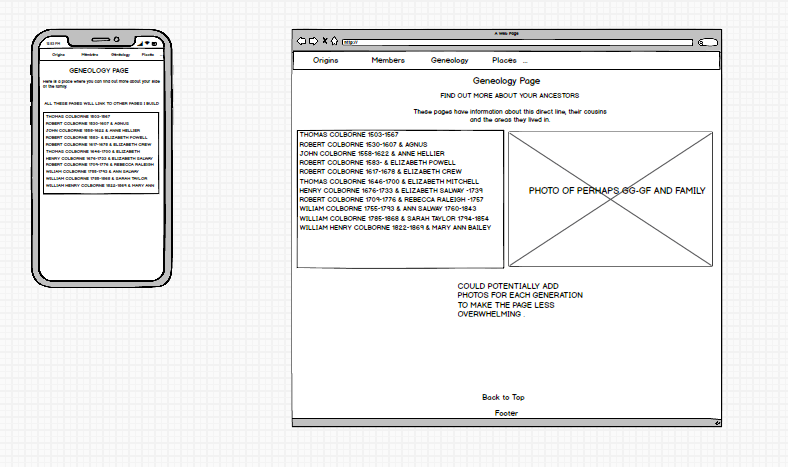 12:53 PM
Origins Members Geneology Places ...
GENEOLOGY PAGE
Here is a place where you can find out more about your side
of the family.
ALL THESE PAGES WILL LINK TO OTHER PAGES I BUILD
THOMAS COLBORNE 1503-1567
ROBERT COLBORNE 1530-1607 & AGNUS
JOHN COLBORNE 1558-1622 & ANNE HELLIER
ROBERT COLBORNE 1583- & ELIZABETH POWELL
ROBERT COLBORNE 1617-1678 & ELIZABETH CREW
THOMAS COLBORNE 1646-1700 & ELIZABETH
HENRY COLBORNE 1676-1733 & ELIZABETH SALWAY
ROBERT COLBORNE 1709-1776 & REBECCA RALEIGH
WILIAM COLBORNE 1755-1793 & ANN SALWAY
WILLIAM COLBORNE 1785-1868 & SARAH TAYLOR
WILLIAM HENRY COLBORNE 1822-1869 & MARY ANN
A Web Page
http://
Origins Members Geneology Places ...
Geneology Page
FIND OUT MORE ABOUT YOUR ANCESTORS
These pages have information about this direct line, their cousins
and the areas they lived in.
THOMAS COLBORNE 1503-1567
ROBERT COLBORNE 1530-1607 & AGNUS
JOHN COLBORNE 1558-1622 & ANNE HELLIER
ROBERT COLBORNE 1583- & ELIZABETH POWELL
ROBERT COLBORNE 1617-1678 & ELIZABETH CREW
THOMAS COLBORNE 1646-1700 & ELIZABETH MITCHELL
HENRY COLBORNE 1676-1733 & ELIZABETH SALWAY -1739
ROBERT COLBORNE 1709-1776 & REBECCA RALEIGH -1757
WILIAM COLBORNE 1755-1793 & ANN SALWAY 1760-1843
WILLIAM COLBORNE 1785-1868 & SARAH TAYLOR 1794-1854
WILLIAM HENRY COLBORNE 1822-1869 & MARY ANN BAILEY
PHOTO OF PERHAPS GG-GF AND FAMILY
COULD POTENTIALLY ADD
PHOTOS FOR EACH GENERATION
TO MAKE THE PAGE LESS
OVERWHELMING .
Back to Top
Footer